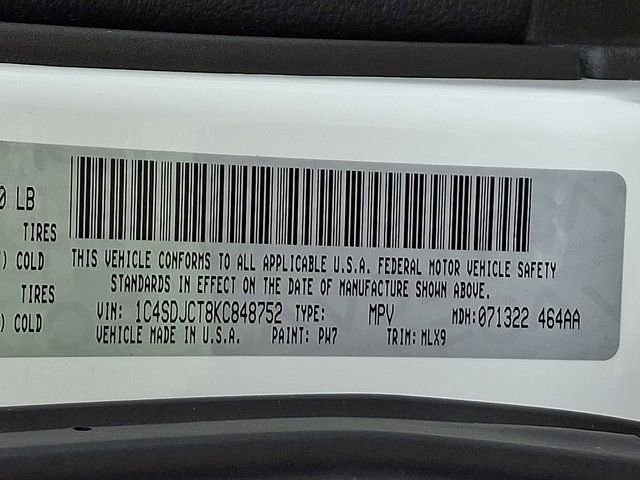 0 LB
TIRES
) COLD
TIRES
) COLD
THIS VEHICLE CONFORMS TO ALL APPLICABLE U.S.A. FEDERAL MOTOR VEHICLE SAFETY
STANDARDS IN EFFECT ON THE DATE OF MANUFACTURE SHOWN ABOVE.
VIN: 1C4SDJCT8KC848752 TYPE: MPV MDH: 071322 464AA
VEHICLE MADE IN U.S.A. PAINT: PW7 TRIM: MLX9